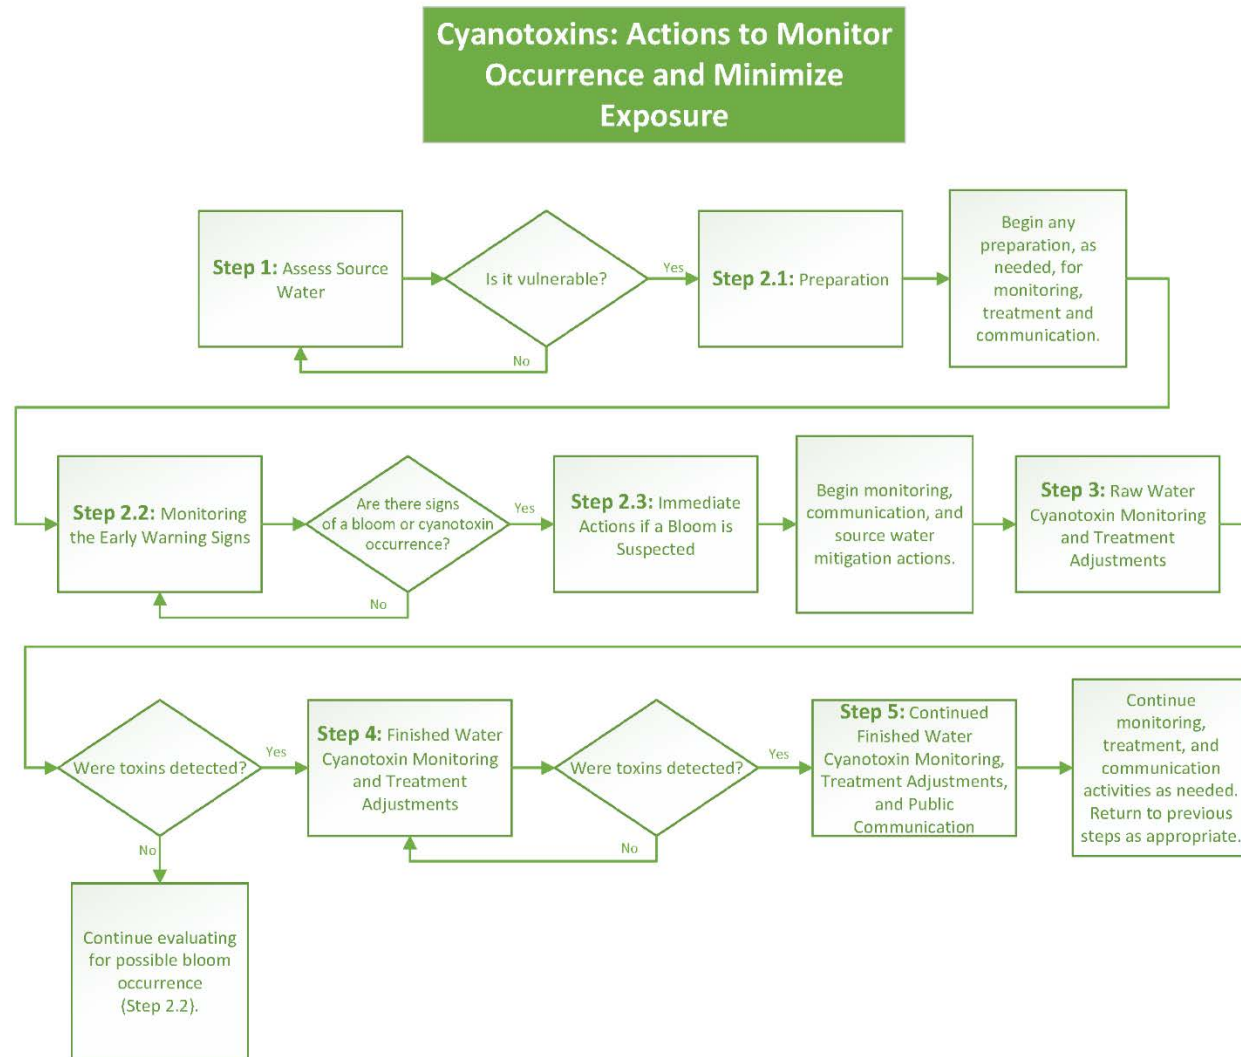 Cyanotoxins: Actions to Monitor
Occurrence and Minimize
Exposure
Step 1: Assess Source
Water
Is it vulnerable?
Yes
No
Step 2.1: Preparation
Begin any
preparation, as
needed, for
monitoring,
treatment and
communication.
Step 2.2: Monitoring
the Early Warning Signs
Are there signs
of a bloom or cyanotoxin
occurrence?
Yes
No
Step 2.3: Immediate
Actions if a Bloom is
Suspected
Begin monitoring,
communication, and
source water
mitigation actions.
Step 3: Raw Water
Cyanotoxin Monitoring
and Treatment
Adjustments
Were toxins detected?
Yes
No
Continue evaluating
for possible bloom
occurrence
(Step 2.2).
Step 4: Finished Water
Cyanotoxin Monitoring
and Treatment
Adjustments
Were toxins detected?
Yes
No
Step 5: Continued
Finished Water
Cyanotoxin Monitoring,
Treatment Adjustments,
and Public
Communication
Continue
monitoring,
treatment, and
communication
activities as needed.
Return to previous
steps as appropriate.